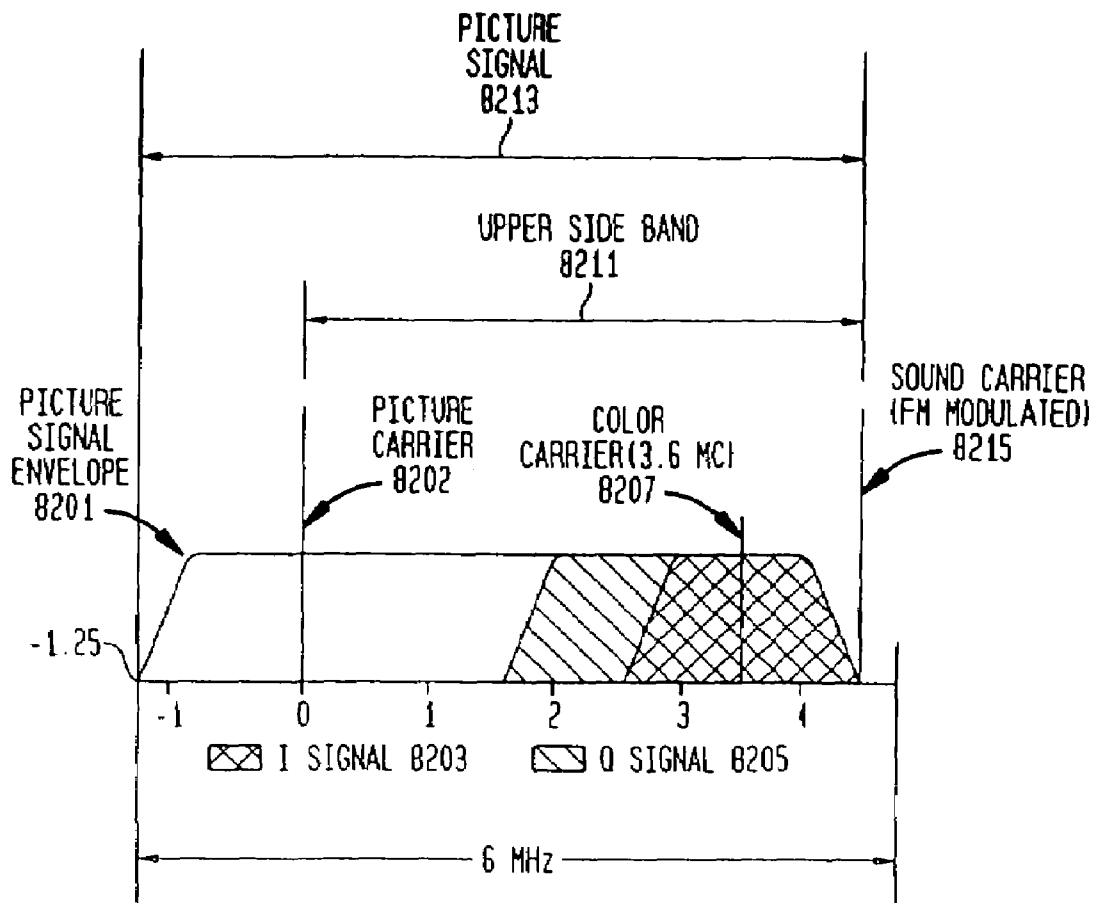 PICTURE
SIGNAL
8213
UPPER SIDE BAND
8211
PICTURE
SIGNAL
ENVELOPE
8201
PICTURE
CARRIER
8202
COLOR
CARRIER(3.6 MC)
8207
SOUND CARRIER
(FM MODULATED)
8215
-1.25
-1 0 1 2 3 4
I SIGNAL 8203 Q SIGNAL 8205
6 MHz